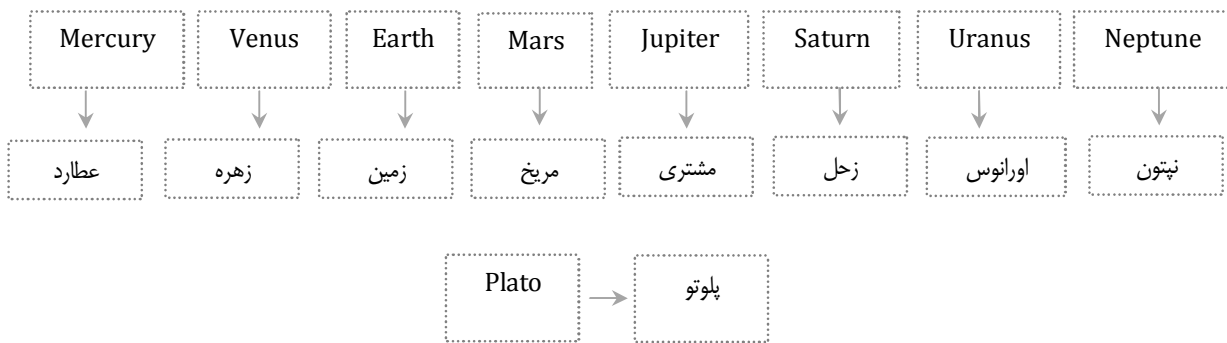 Mercury Venus Earth Mars Jupiter Saturn Uranus Neptune
عطارد زهره زمین مریخ مشتری زحل اورانوس نپتون
Plato پلوتو